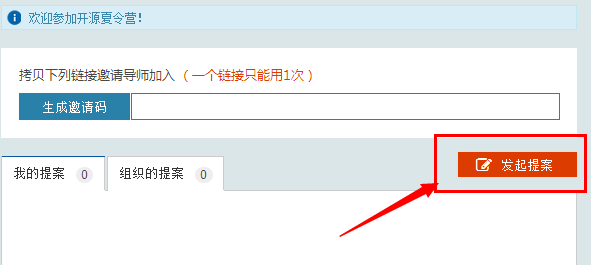 欢迎参加开源夏令营！
拷贝下列链接邀请导师加入 （一个链接只能用1次）
生成邀请码
发起提案
我的提案 0 组织的提案 0